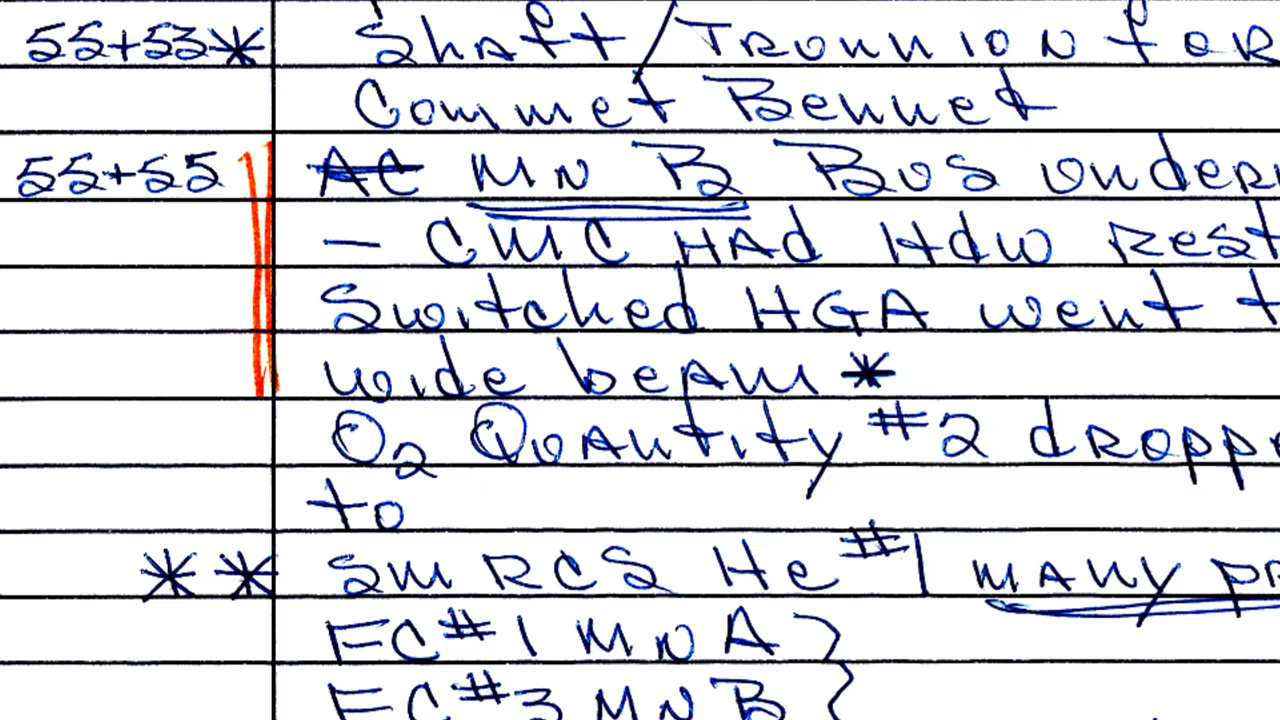 55+53* Shaft/Trunnion for
Commet Bennet
55+55 AC MN B BUS under
- CMC HAd Hdw Rest
Switched HGA went t
wide beam *
O2 Quantity #2 dropp
to
** SM RCS He #1 many pr
FC #1 MN A }
FC #3 MN B }